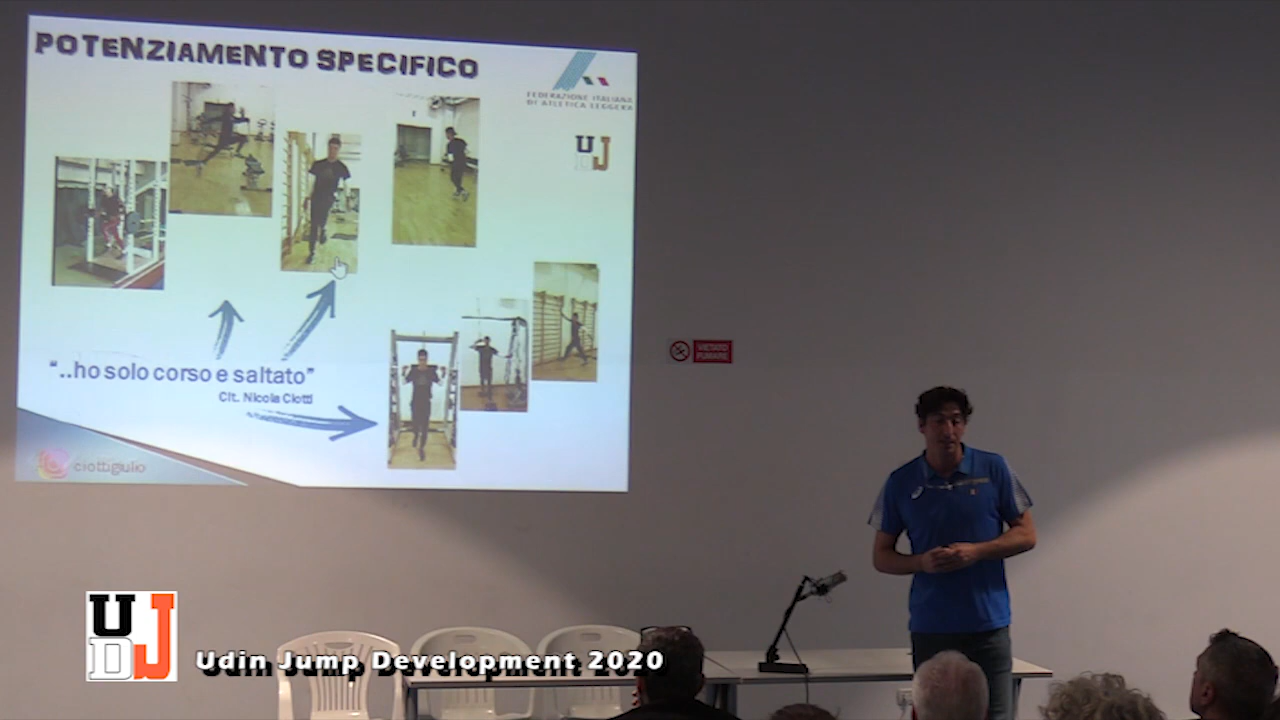 POTENZIAMENTO SPECIFICO
FEDERAZIONE ITALIANA
DI ATLETICA LEGGERA
UDJ
"..ho solo corso e saltato"
Cit. Nicola Ciotti
ciottigiulio
VIETATO
FUMARE
UDJ
Udin Jump Development 2020